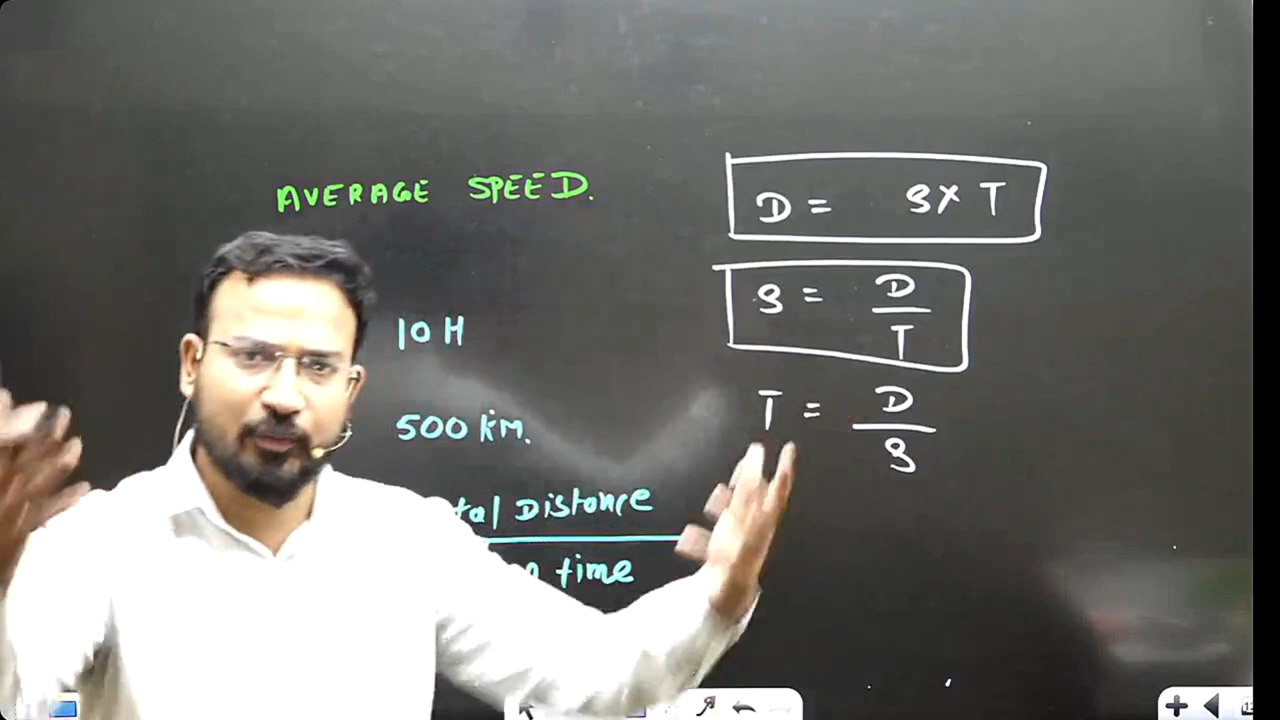 AVERAGE SPEED.
10 H
500 km.
Distance
time
D = S × T
S = D
T
T = D
S